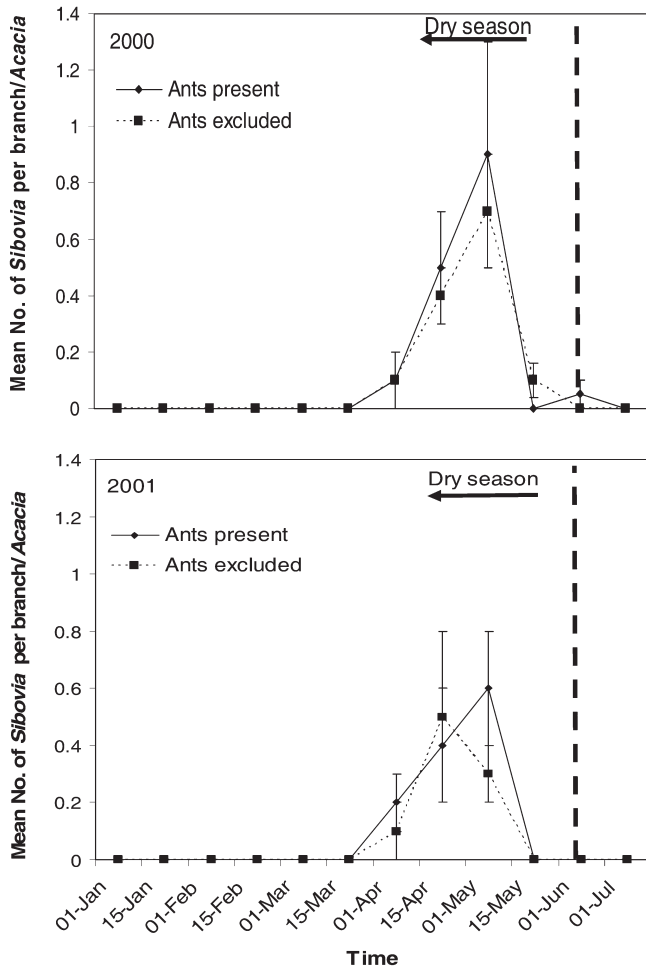 Mean No. of Sibovia per branch/Acacia
1.4
1.2
1
0.8
0.6
0.4
0.2
0
2000
Dry season
Ants present
Ants excluded
Mean No. of Sibovia per branch/Acacia
1.4
1.2
1
0.8
0.6
0.4
0.2
0
2001
Dry season
Ants present
Ants excluded
01-Jan
15-Jan
01-Feb
15-Feb
01-Mar
15-Mar
01-Apr
15-Apr
01-May
15-May
01-Jun
01-Jul
Time